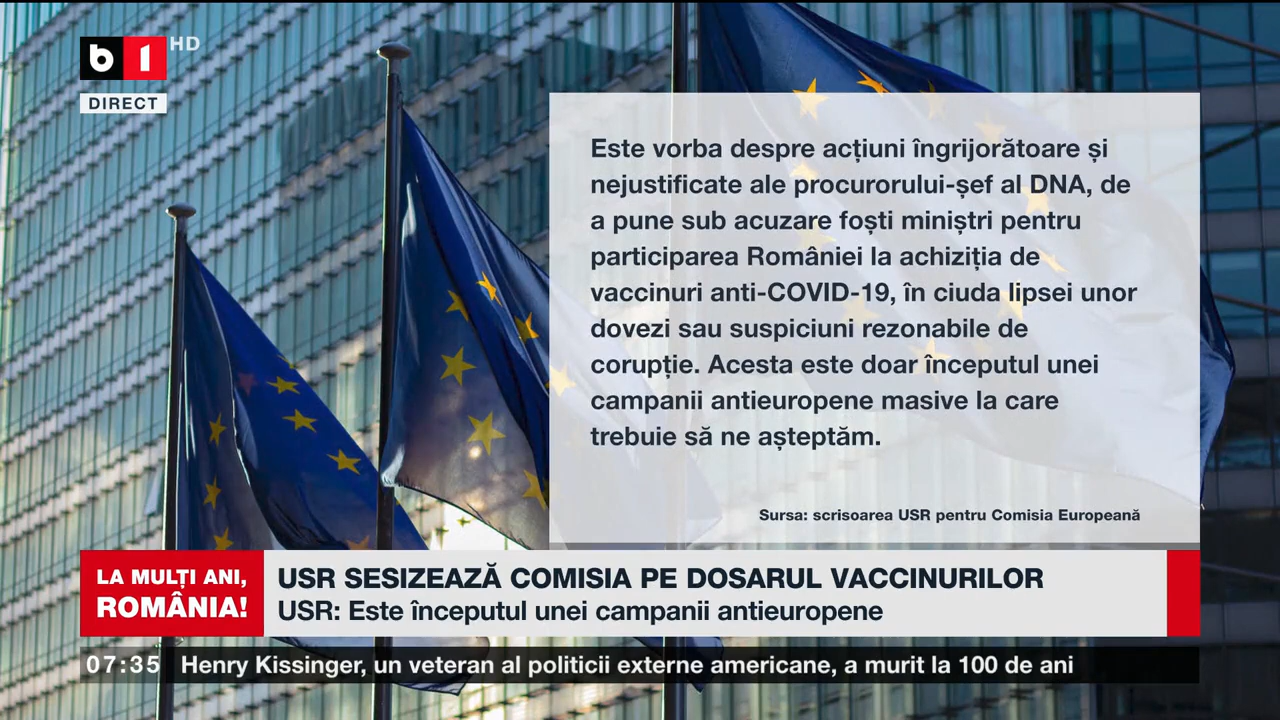 b1 HD
DIRECT
Este vorba despre acțiuni îngrijorătoare și
nejustificate ale procurorului-șef al DNA, de
a pune sub acuzare foști miniștri pentru
participarea României la achiziția de
vaccinuri anti-COVID-19, în ciuda lipsei unor
dovezi sau suspiciuni rezonabile de
corupție. Acesta este doar începutul unei
campanii antieuropene masive la care
trebuie să ne așteptăm.
Sursa: scrisoarea USR pentru Comisia Europeană
LA MULȚI ANI,
ROMÂNIA!
USR SESIZEAZĂ COMISIA PE DOSARUL VACCINURILOR
USR: Este începutul unei campanii antieuropene
07:35 Henry Kissinger, un veteran al politicii externe americane, a murit la 100 de ani